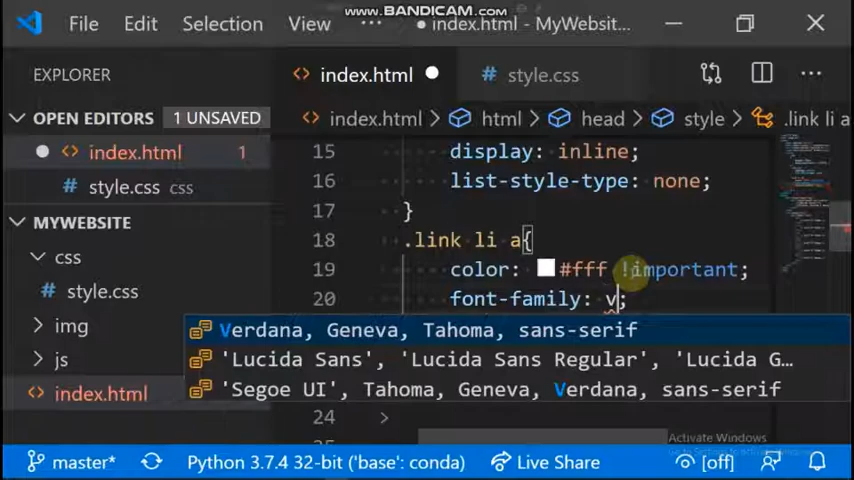 www.BANDICAM.com
File Edit Selection View ··· ● index.html - MyWebsit...
EXPLORER
index.html
# style.css
...
OPEN EDITORS 1 UNSAVED
index.html > html > head > style > .link li a
index.html 1
# style.css css
MYWEBSITE
css
# style.css
img
js
index.html
15 display: inline;
16 list-style-type: none;
17 }
18 .link li a{
19 color: #fff !important;
20 font-family: v;
Verdana, Geneva, Tahoma, sans-serif
'Lucida Sans', 'Lucida Sans Regular', 'Lucida G...
'Segoe UI', Tahoma, Geneva, Verdana, sans-serif
24
Activate Windows
master* Python 3.7.4 32-bit ('base': conda) Live Share [off]